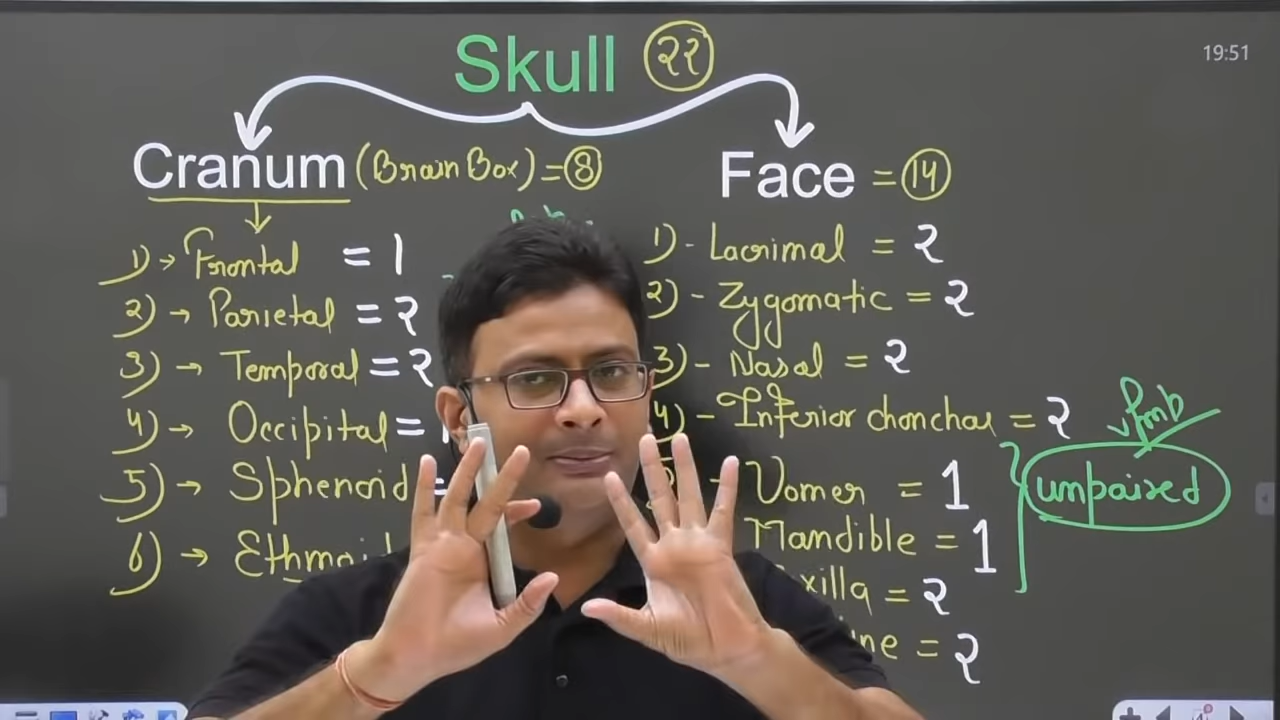 Skull २२
19:51
Cranum (Brain Box) = 8
1) → Frontal = 1
2) → Parietal = २
3) → Temporal = २
4) → Occipital =
5) → Sphenoid =
6) → Ethmoi
Face = 14
1) - Lacrimal = २
2) - Zygomatic = २
3) - Nasal = २
4) - Inferior chonchae = २
- Vomer = 1
Mandible = 1
xilla = २
ne = २
unpaired